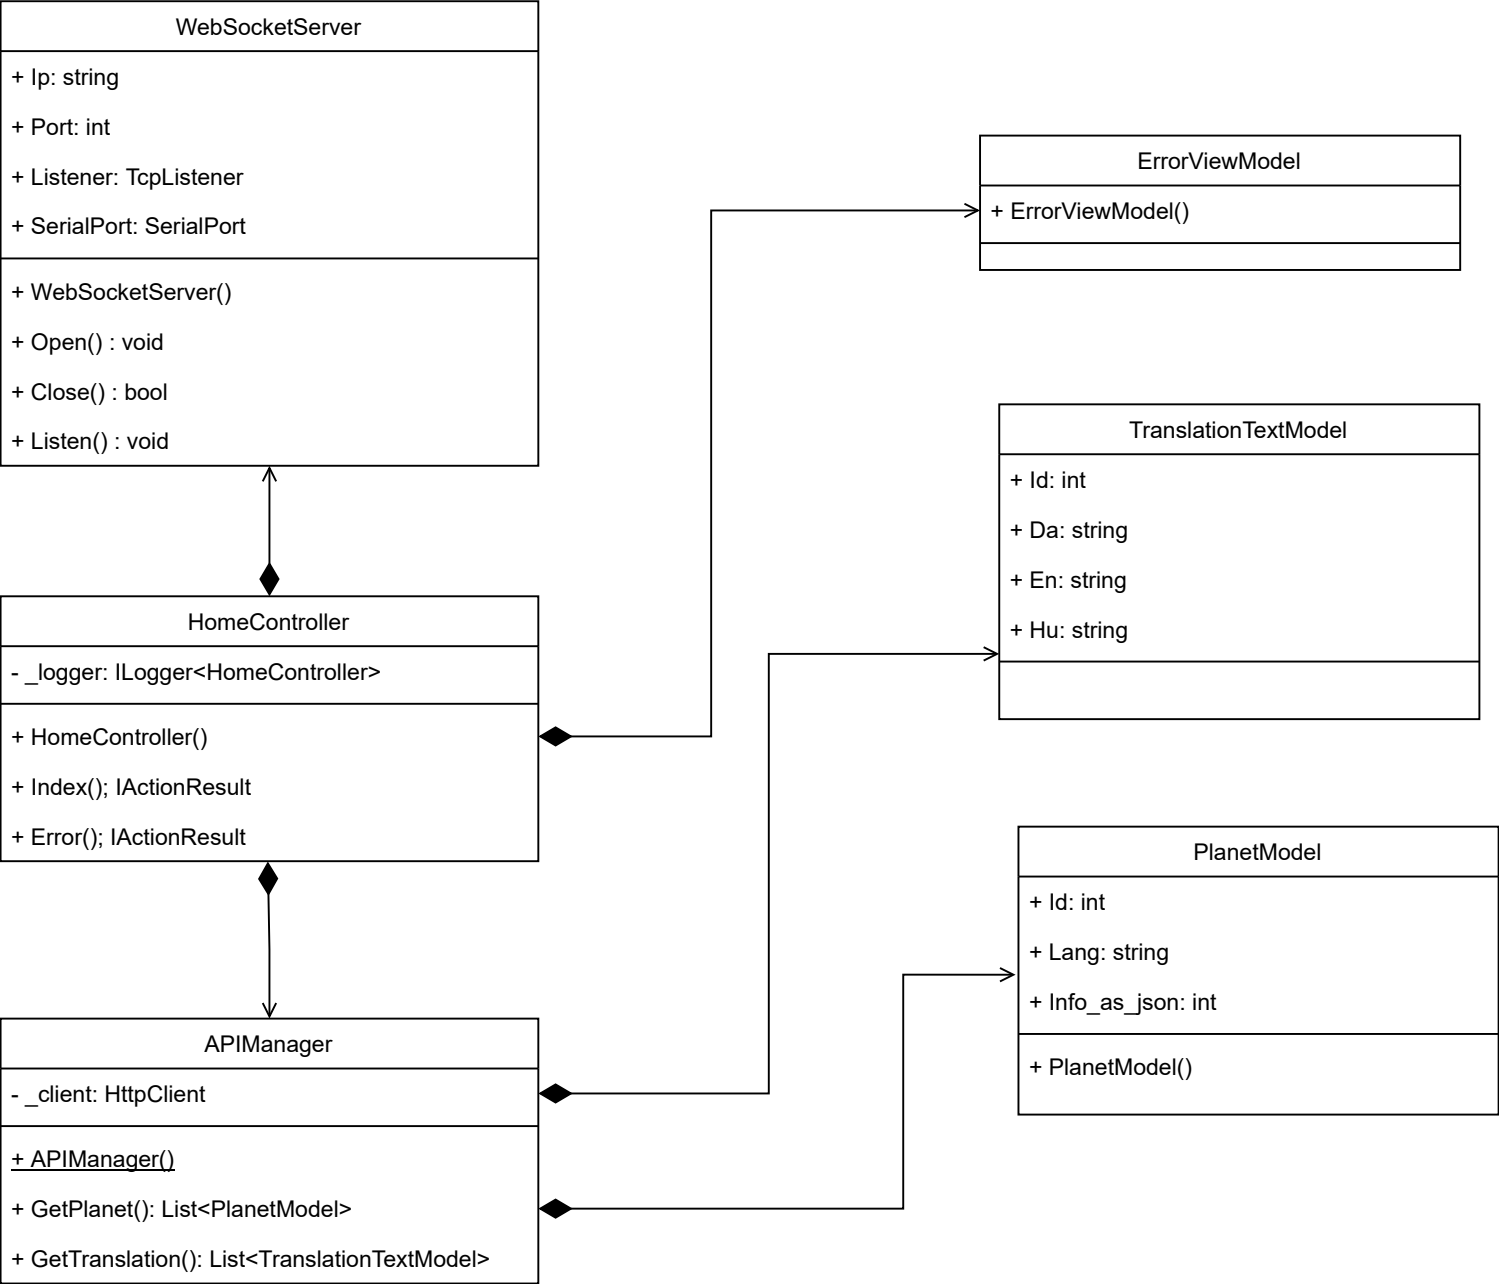 WebSocketServer
+ Ip: string
+ Port: int
+ Listener: TcpListener
+ SerialPort: SerialPort
+ WebSocketServer()
+ Open() : void
+ Close() : bool
+ Listen() : void
HomeController
- _logger: ILogger<HomeController>
+ HomeController()
+ Index(); IActionResult
+ Error(); IActionResult
APIManager
- _client: HttpClient
+ APIManager()
+ GetPlanet(): List<PlanetModel>
+ GetTranslation(): List<TranslationTextModel>
ErrorViewModel
+ ErrorViewModel()
TranslationTextModel
+ Id: int
+ Da: string
+ En: string
+ Hu: string
PlanetModel
+ Id: int
+ Lang: string
+ Info_as_json: int
+ PlanetModel()